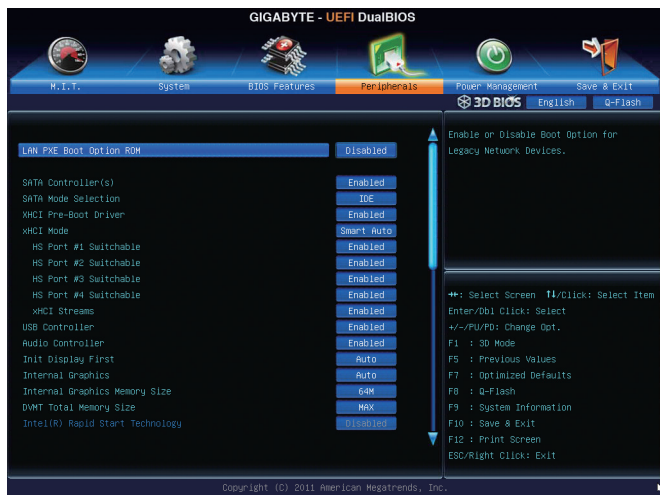 GIGABYTE - UEFI DualBIOS
M.I.T. System BIOS Features Peripherals Power Management Save & Exit
3D BIOS English Q-Flash
LAN PXE Boot Option ROM Disabled
SATA Controller(s) Enabled
SATA Mode Selection IDE
XHCI Pre-Boot Driver Enabled
xHCI Mode Smart Auto
HS Port #1 Switchable Enabled
HS Port #2 Switchable Enabled
HS Port #3 Switchable Enabled
HS Port #4 Switchable Enabled
xHCI Streams Enabled
USB Controller Enabled
Audio Controller Enabled
Init Display First Auto
Internal Graphics Auto
Internal Graphics Memory Size 64M
DVMT Total Memory Size MAX
Intel(R) Rapid Start Technology Disabled
Enable or Disable Boot Option for
Legacy Network Devices.
→←: Select Screen ↑↓/Click: Select Item
Enter/Dbl Click: Select
+/-/PU/PD: Change Opt.
F1 : 3D Mode
F5 : Previous Values
F7 : Optimized Defaults
F8 : Q-Flash
F9 : System Information
F10 : Save & Exit
F12 : Print Screen
ESC/Right Click: Exit
Copyright (C) 2011 American Megatrends, Inc.